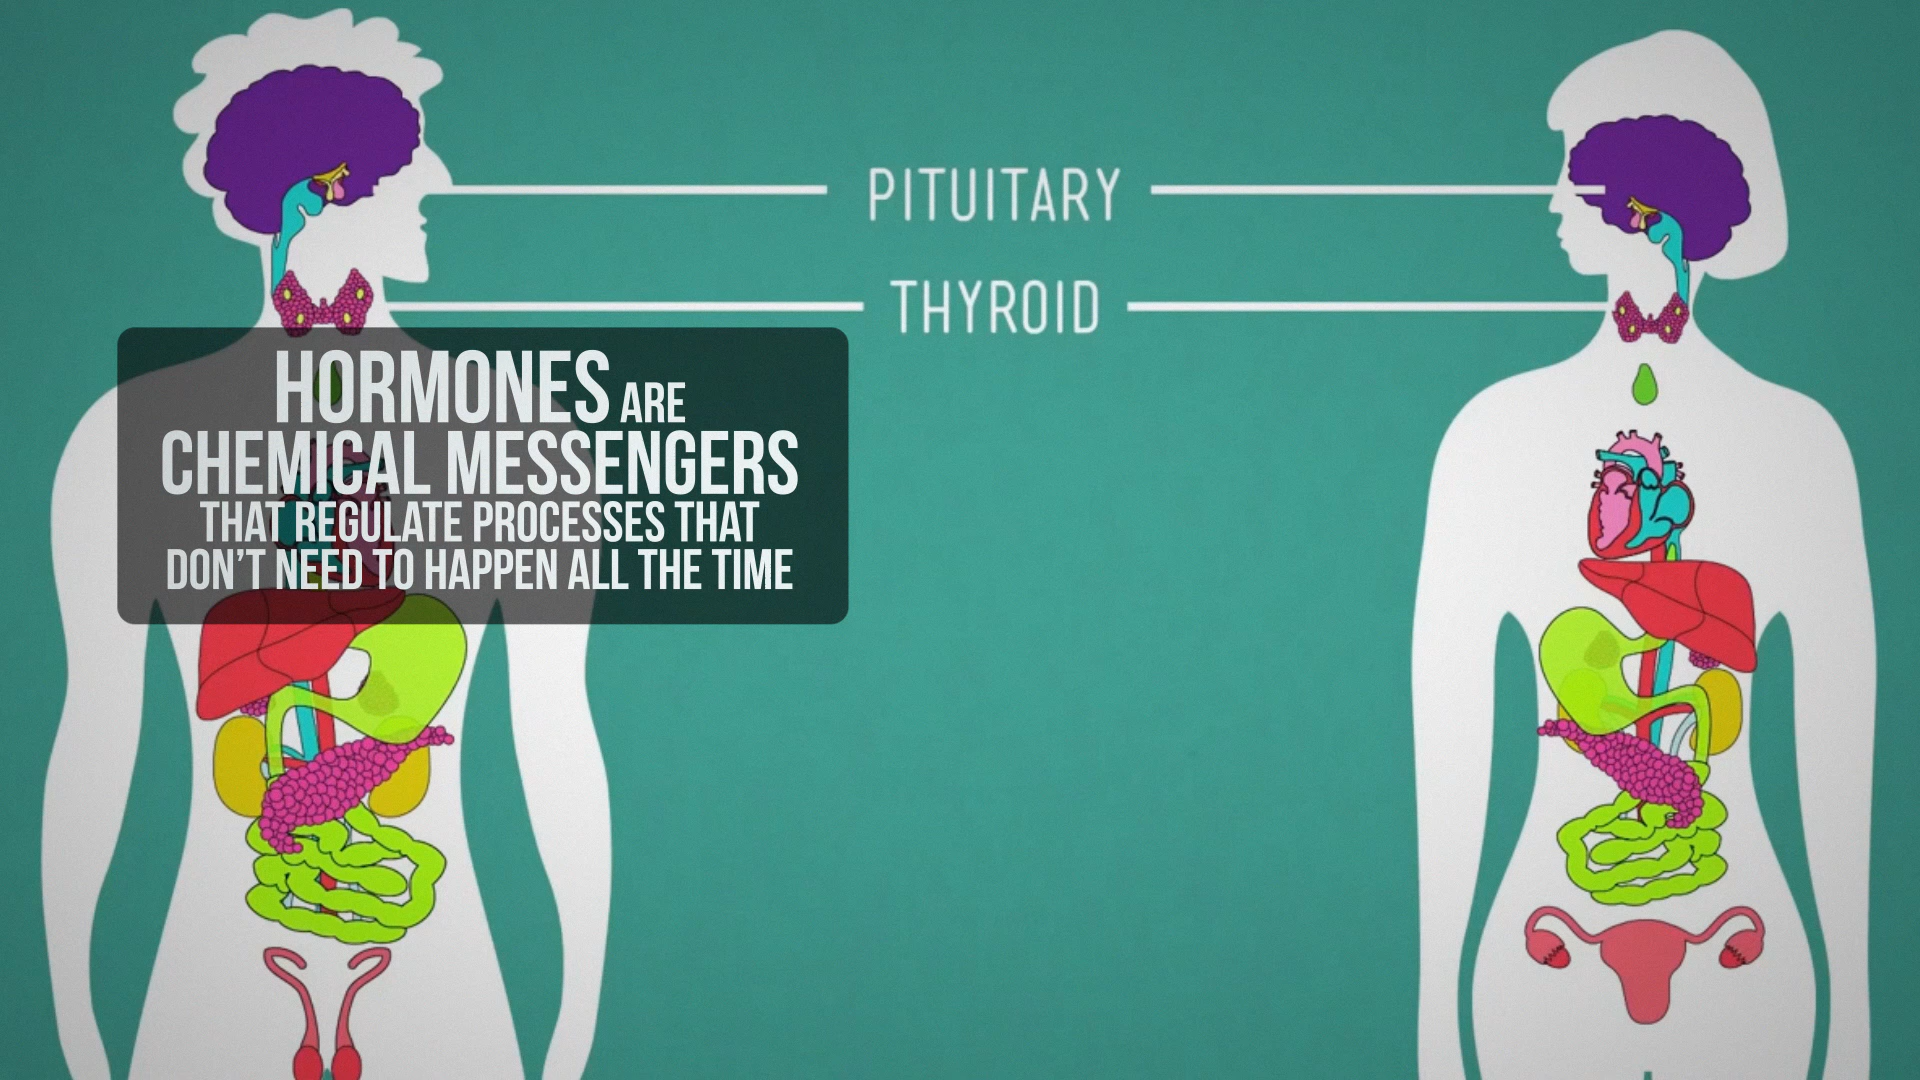 PITUITARY
THYROID
HORMONES ARE
CHEMICAL MESSENGERS
THAT REGULATE PROCESSES THAT
DON'T NEED TO HAPPEN ALL THE TIME